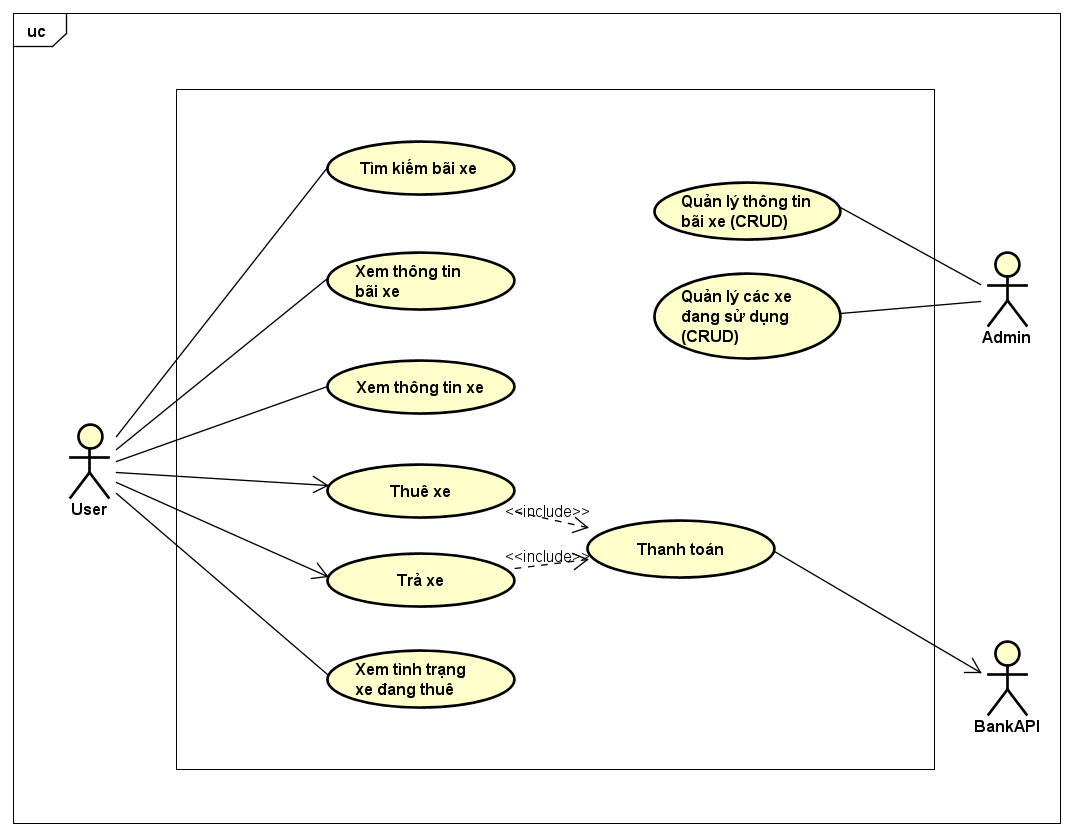 uc
Tìm kiếm bãi xe
Quản lý thông tin
bãi xe (CRUD)
Xem thông tin
bãi xe
Quản lý các xe
đang sử dụng
(CRUD)
Admin
Xem thông tin xe
User
Thuê xe
<<include>>
Thanh toán
<<include>>
Trả xe
Xem tình trạng
xe đang thuê
BankAPI